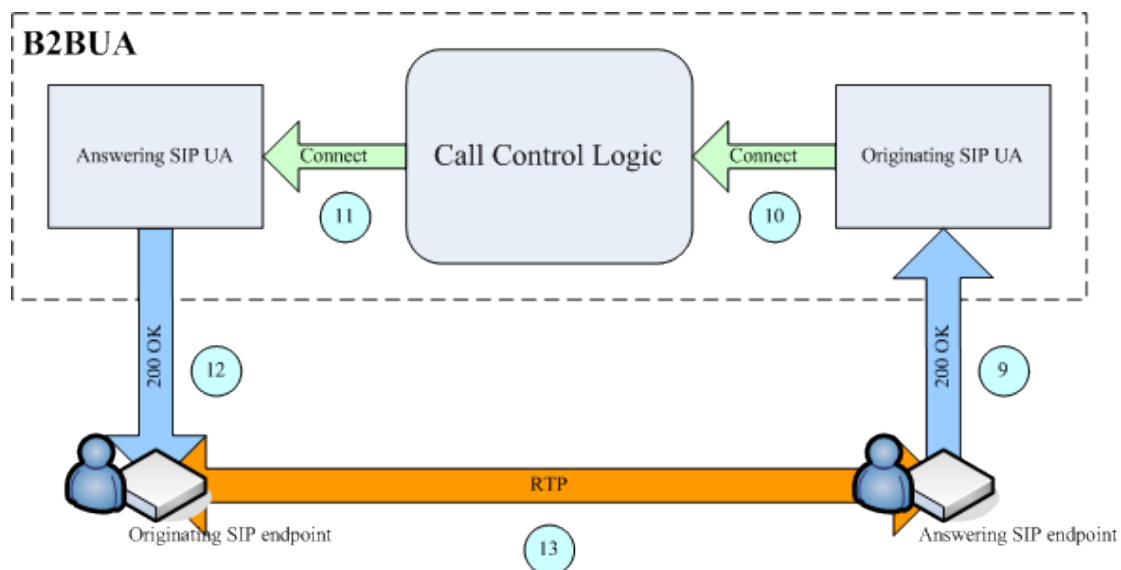 B2BUA
Answering SIP UA
Connect
Call Control Logic
Connect
Originating SIP UA
11
10
200 OK
12
200 OK
9
RTP
Originating SIP endpoint
Answering SIP endpoint
13